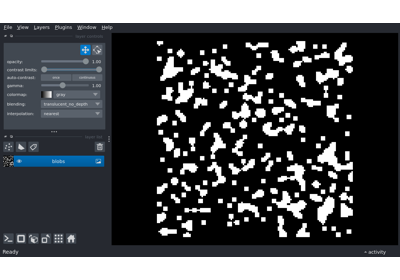 File View Layers Plugins Window Help
opacity: 1.00
contrast limits:
auto-contrast: once continuous
gamma: 1.00
colormap: gray
blending: translucent_no_depth
interpolation: nearest
blobs
Ready
activity